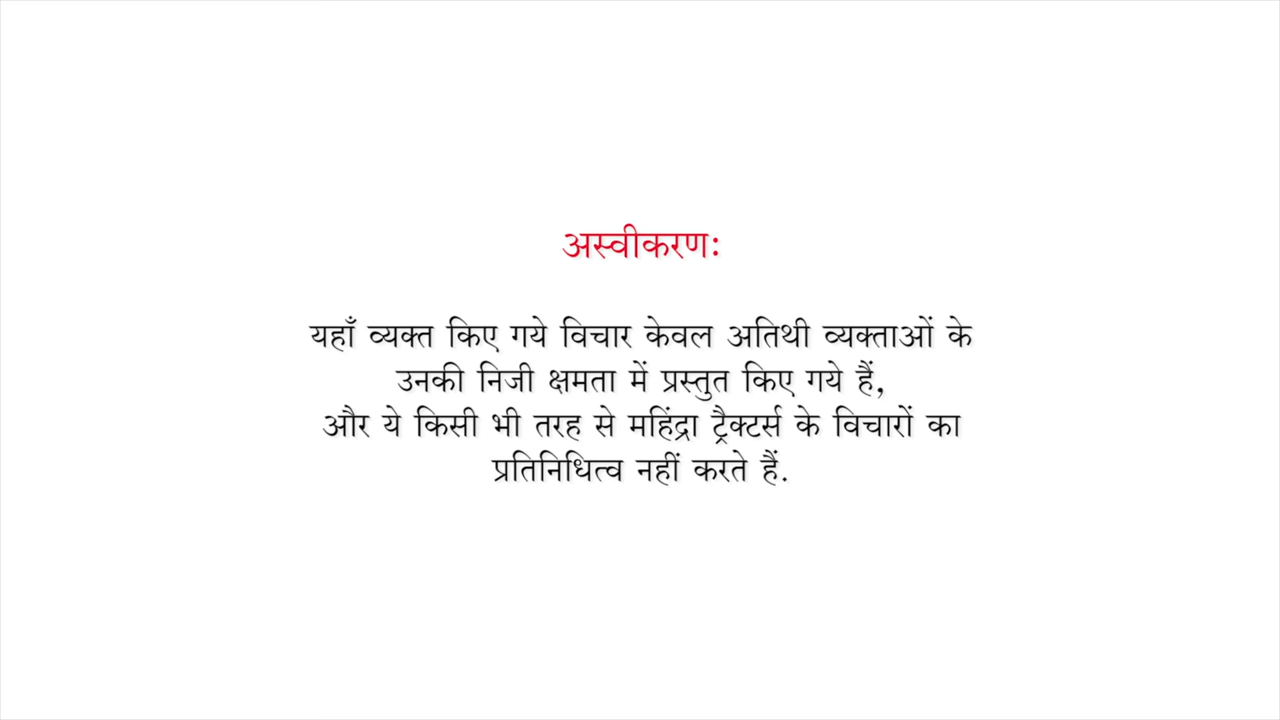 अस्वीकरण:
यहाँ व्यक्त किए गये विचार केवल अतिथी व्यक्ताओं के
उनकी निजी क्षमता में प्रस्तुत किए गये हैं,
और ये किसी भी तरह से महिंद्रा ट्रैक्टर्स के विचारों का
प्रतिनिधित्व नहीं करते हैं.